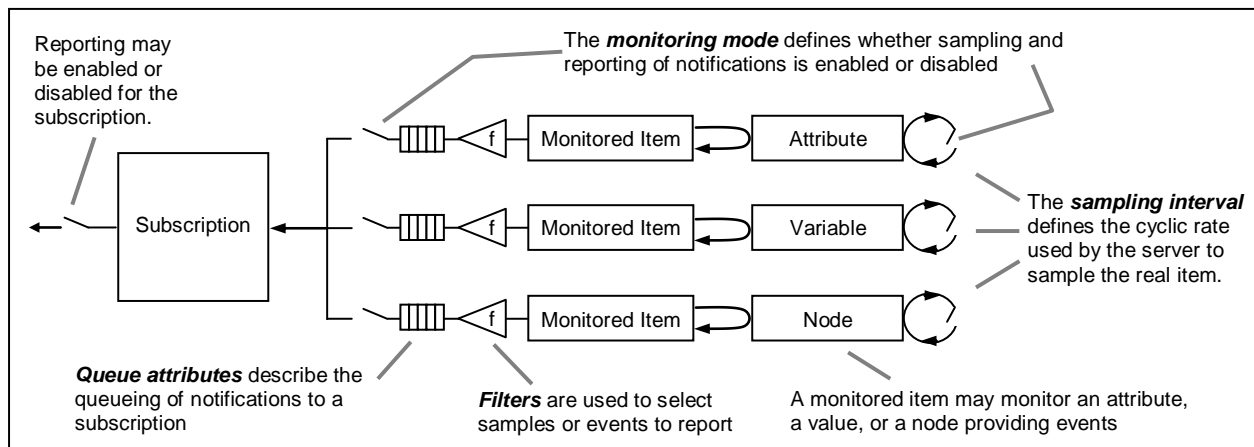 Reporting may
be enabled or
disabled for the
subscription.
The monitoring mode defines whether sampling and
reporting of notifications is enabled or disabled
f
Monitored Item
Attribute
Subscription
f
Monitored Item
Variable
The sampling interval
defines the cyclic rate
used by the server to
sample the real item.
f
Monitored Item
Node
Queue attributes describe the
queueing of notifications to a
subscription
Filters are used to select
samples or events to report
A monitored item may monitor an attribute,
a value, or a node providing events